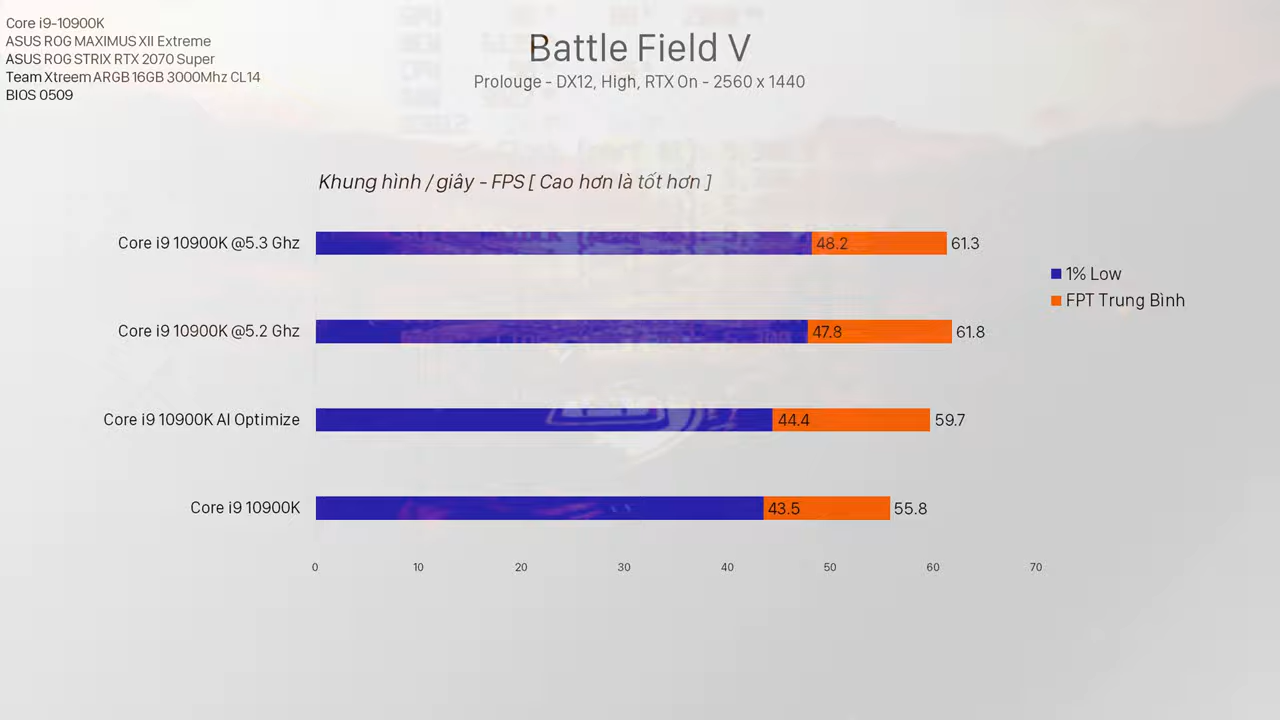 Core i9-10900K
ASUS ROG MAXIMUS XII Extreme
ASUS ROG STRIX RTX 2070 Super
Team Xtreem ARGB 16GB 3000Mhz CL14
BIOS 0509
Battle Field V
Prolouge - DX12, High, RTX On - 2560 x 1440
Khung hình / giây - FPS [ Cao hơn là tốt hơn ]
Core i9 10900K @5.3 Ghz 48.2 61.3
1% Low
FPT Trung Bình
Core i9 10900K @5.2 Ghz 47.8 61.8
Core i9 10900K AI Optimize 44.4 59.7
Core i9 10900K 43.5 55.8
0 10 20 30 40 50 60 70